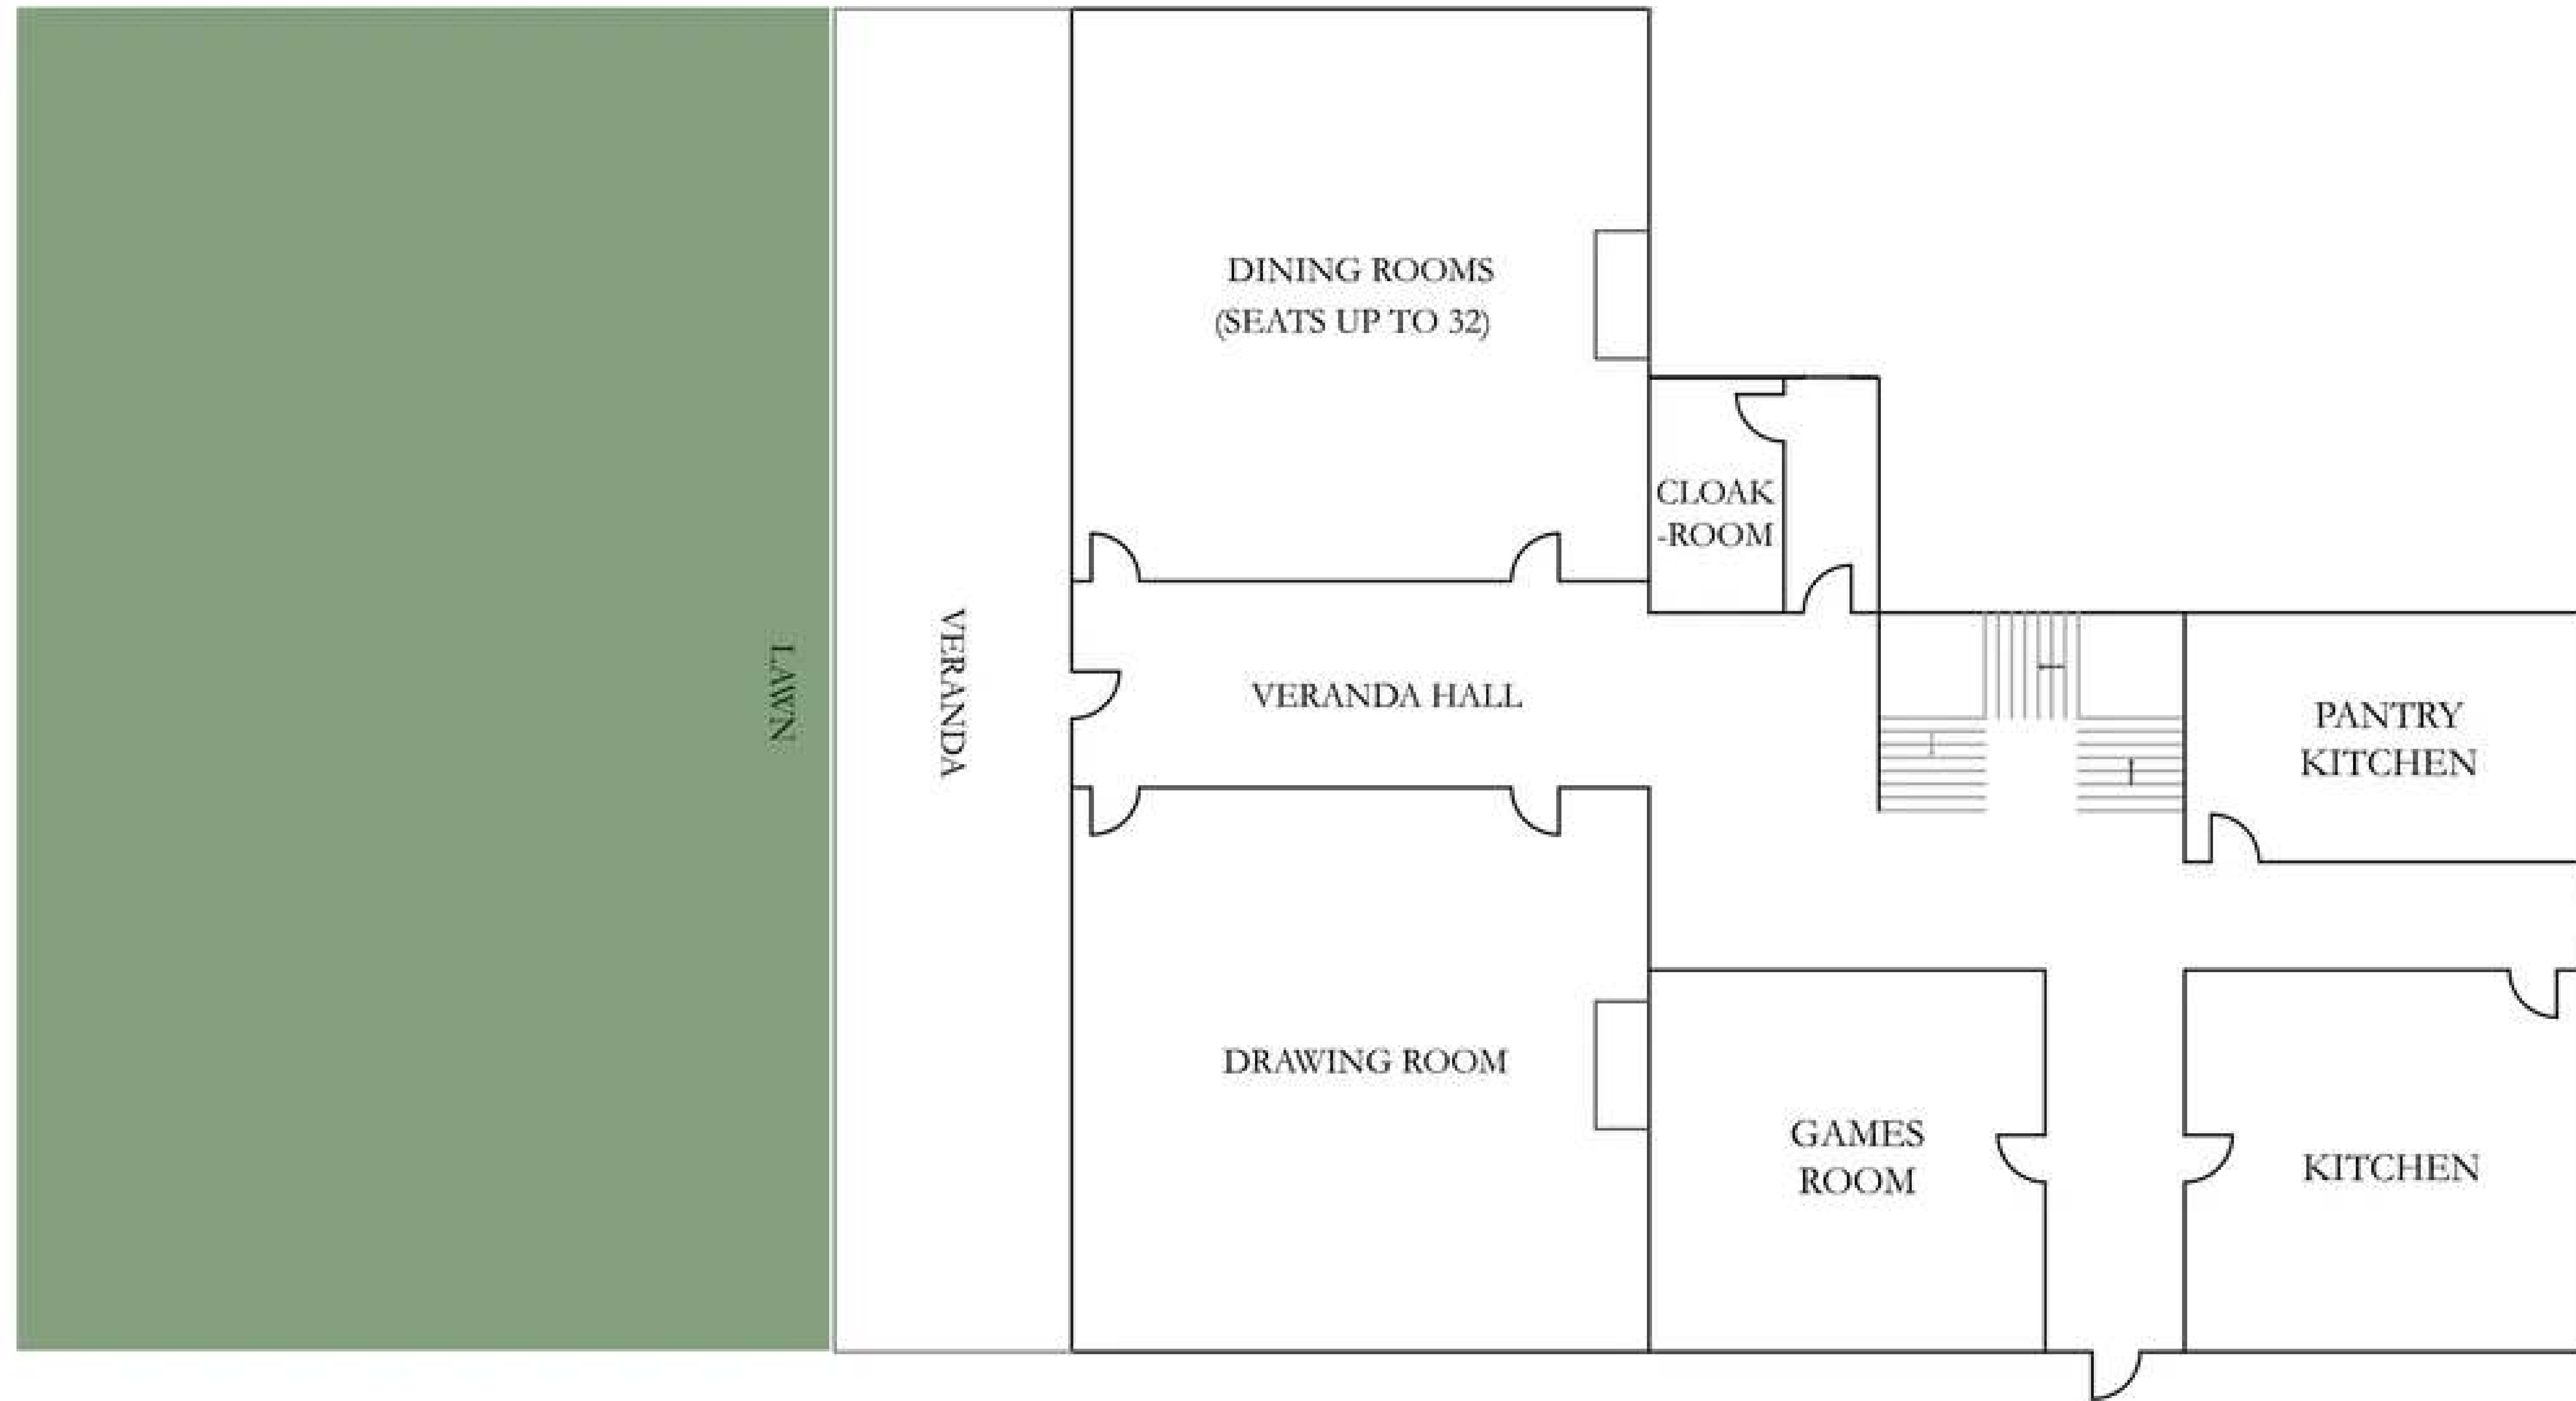 DINING ROOMS
(SEATS UP TO 32)
CLOAK
-ROOM
LAWN
VERANDA
VERANDA HALL
PANTRY
KITCHEN
DRAWING ROOM
GAMES
ROOM
KITCHEN